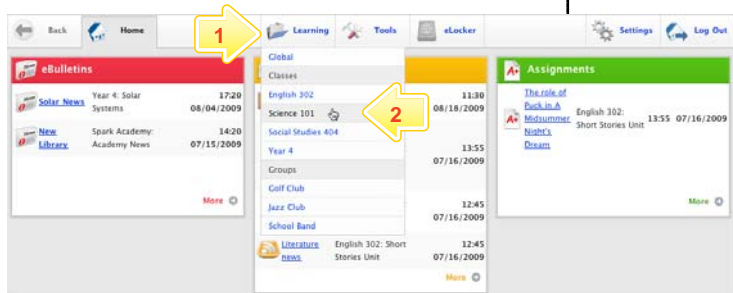 Back
Home
1
Learning
Tools
eLocker
Settings
Log Out
eBulletins
Solar News
Year 4: Solar
Systems
17:20
08/04/2009
New
Library
Spark Academy:
Academy News
14:20
07/15/2009
More
Global
Classes
English 302
Science 101
2
Social Studies 404
Year 4
Groups
Golf Club
Jazz Club
School Band
11:30
08/18/2009
13:55
07/16/2009
12:45
07/16/2009
Literature
news
English 302: Short
Stories Unit
12:45
07/16/2009
More
A+ Assignments
A+
The role of
Puck in A
Midsummer
Night's
Dream
English 302:
Short Stories Unit
13:55 07/16/2009
More